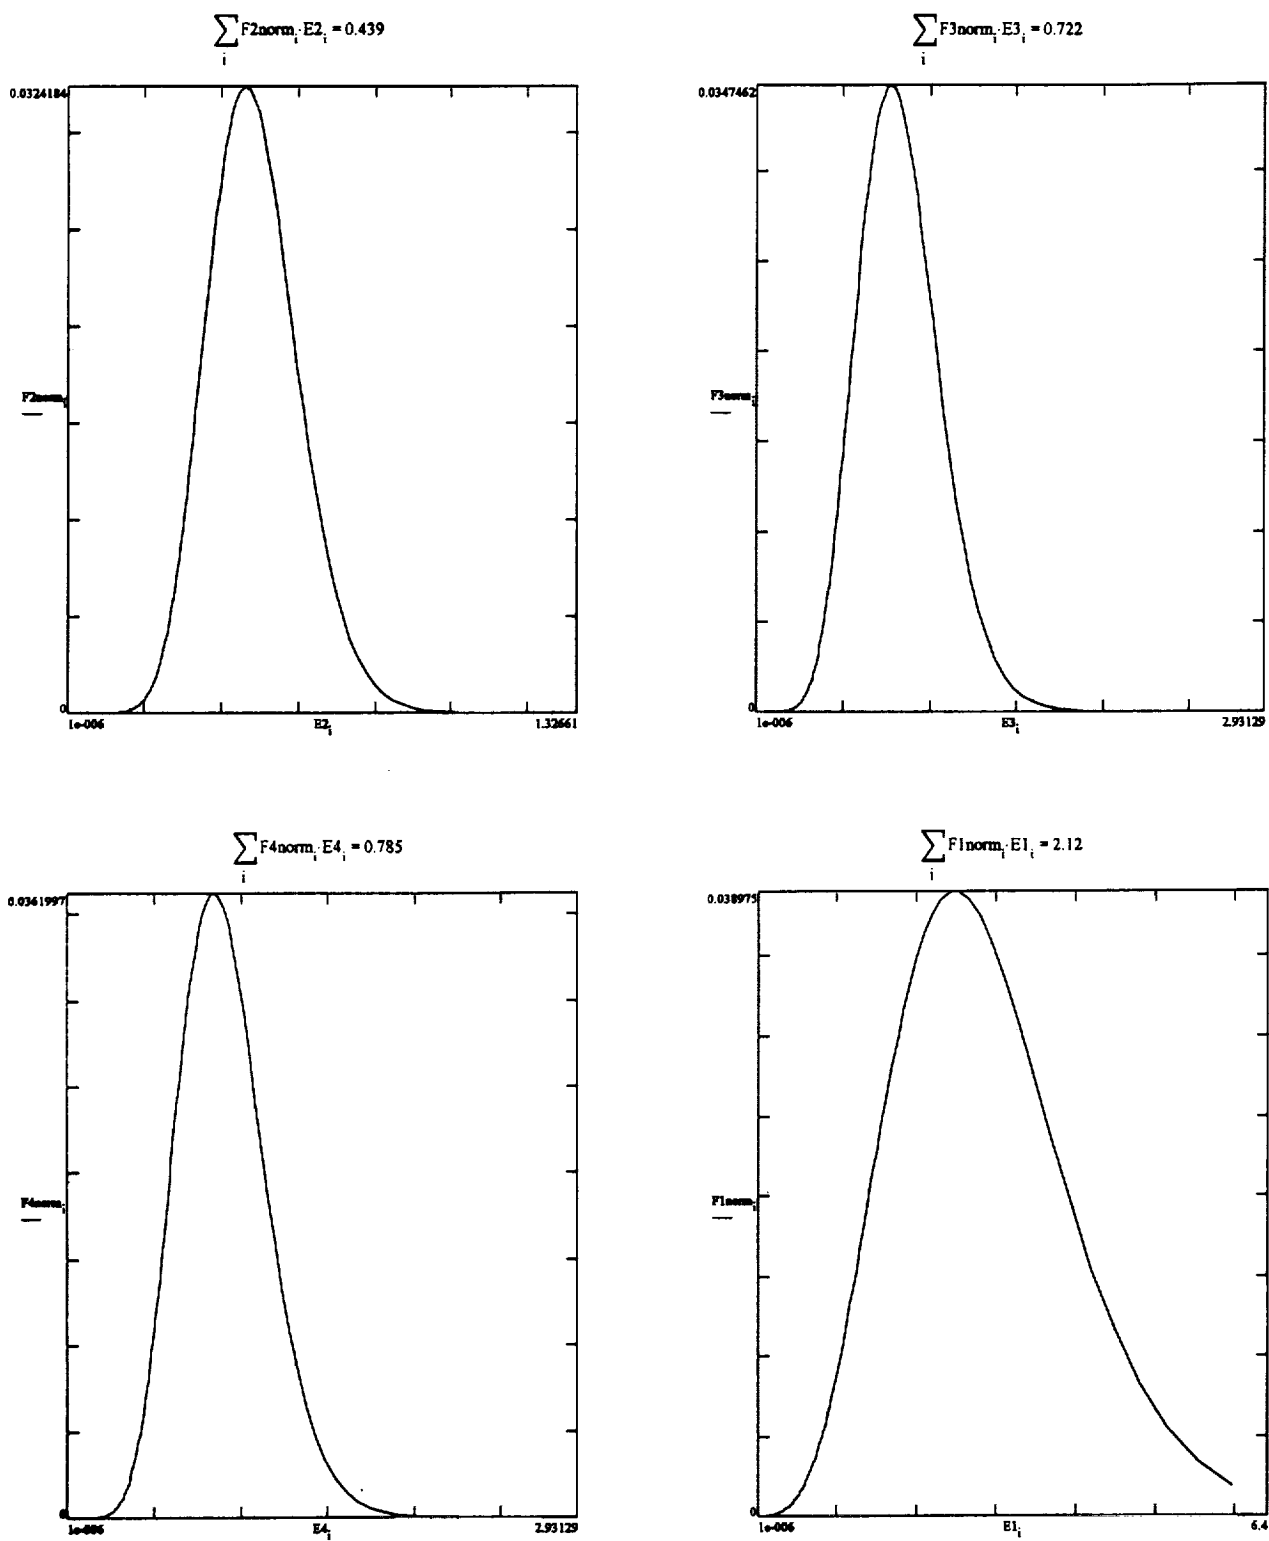 ∑ F2norm_i·E2_i = 0.439
i
0.0324184
F2norm_i
0
1e-006
E2_i
1.32661
∑ F3norm_i·E3_i = 0.722
i
0.0347462
F3norm_i
0
1e-006
E3_i
2.93129
∑ F4norm_i·E4_i = 0.785
i
0.0361997
F4norm_i
0
1e-006
E4_i
2.93129
∑ F1norm_i·E1_i = 2.12
i
0.038975
F1norm_i
0
1e-006
E1_i
6.4